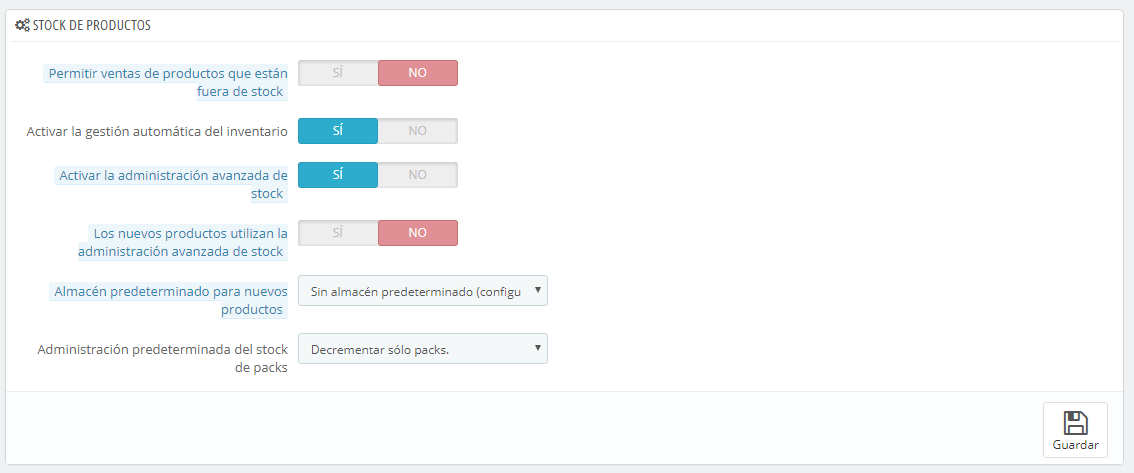 STOCK DE PRODUCTOS
Permitir ventas de productos que están
fuera de stock
SÍ NO
Activar la gestión automática del inventario
SÍ NO
Activar la administración avanzada de
stock
SÍ NO
Los nuevos productos utilizan la
administración avanzada de stock
SÍ NO
Almacén predeterminado para nuevos
productos
Sin almacén predeterminado (configu
Administración predeterminada del stock
de packs
Decrementar sólo packs.
Guardar